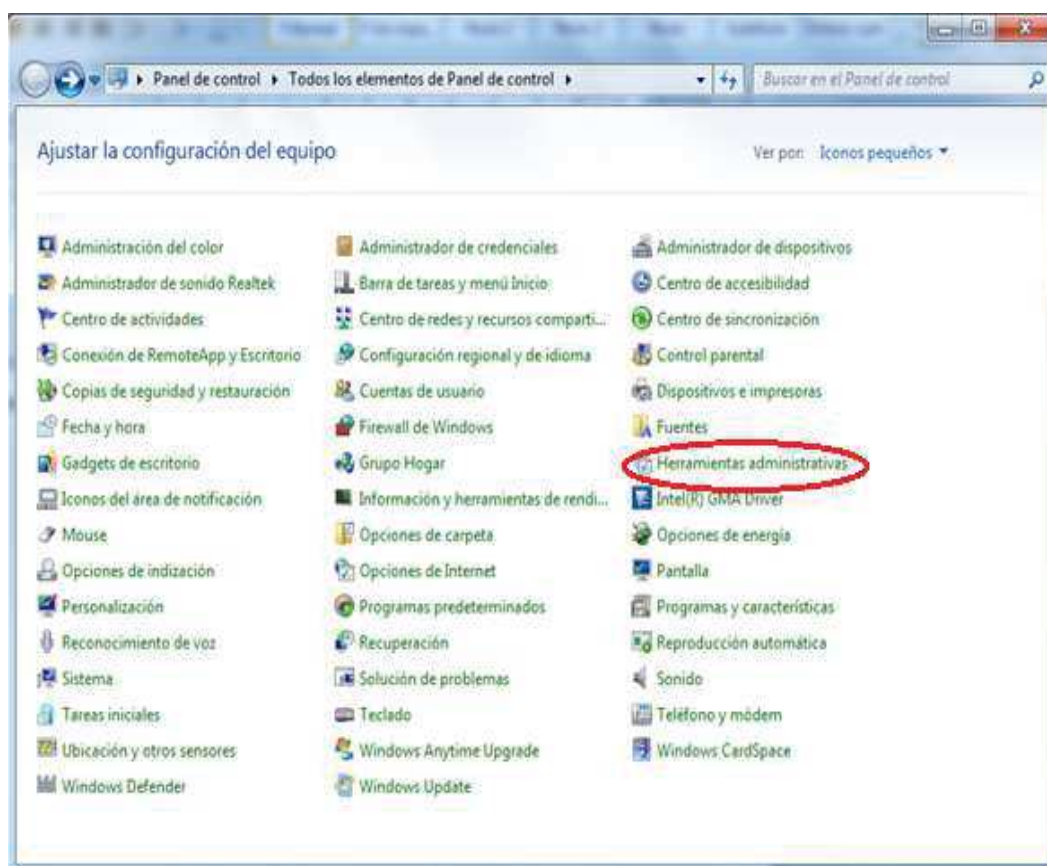 Panel de control ▸ Todos los elementos de Panel de control ▸ Buscar en el Panel de control
Ajustar la configuración del equipo Ver por: Iconos pequeños
Administración del color Administrador de credenciales Administrador de dispositivos
Administrador de sonido Realtek Barra de tareas y menú Inicio Centro de accesibilidad
Centro de actividades Centro de redes y recursos comparti... Centro de sincronización
Conexión de RemoteApp y Escritorio Configuración regional y de idioma Control parental
Copias de seguridad y restauración Cuentas de usuario Dispositivos e impresoras
Fecha y hora Firewall de Windows Fuentes
Gadgets de escritorio Grupo Hogar Herramientas administrativas
Iconos del área de notificación Información y herramientas de rendi... Intel(R) GMA Driver
Mouse Opciones de carpeta Opciones de energía
Opciones de indización Opciones de Internet Pantalla
Personalización Programas predeterminados Programas y características
Reconocimiento de voz Recuperación Reproducción automática
Sistema Solución de problemas Sonido
Tareas iniciales Teclado Teléfono y módem
Ubicación y otros sensores Windows Anytime Upgrade Windows CardSpace
Windows Defender Windows Update